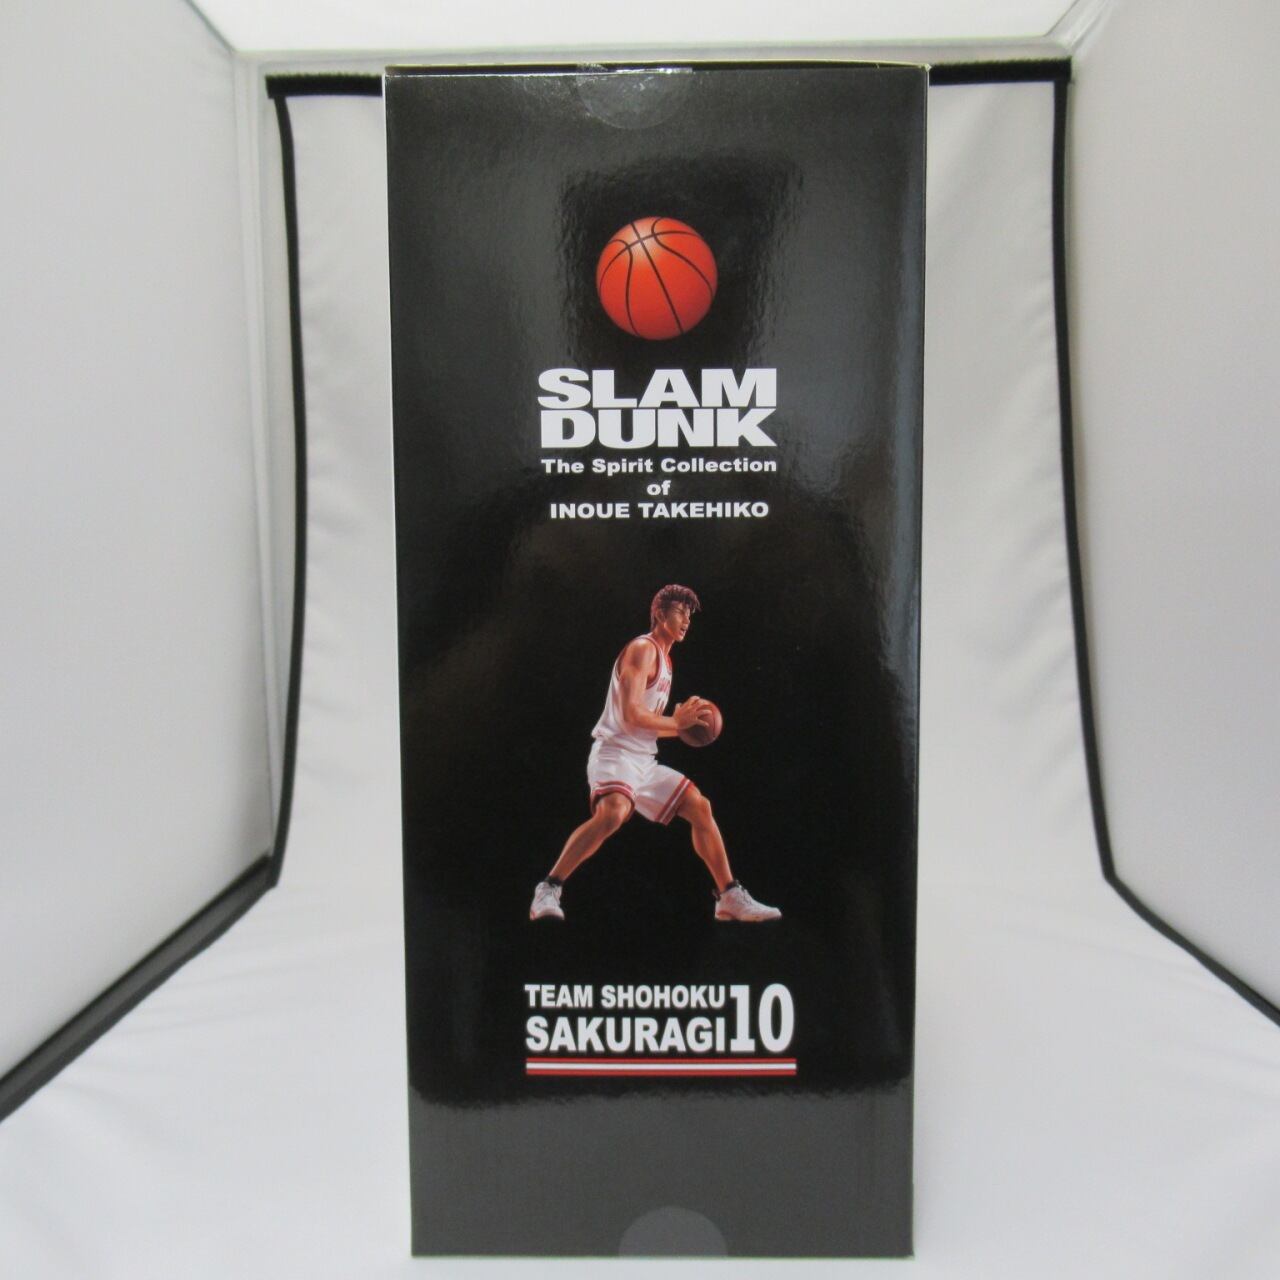 SLAM
DUNK
The Spirit Collection
of
INOUE TAKEHIKO
TEAM SHOHOKU
SAKURAGI 10